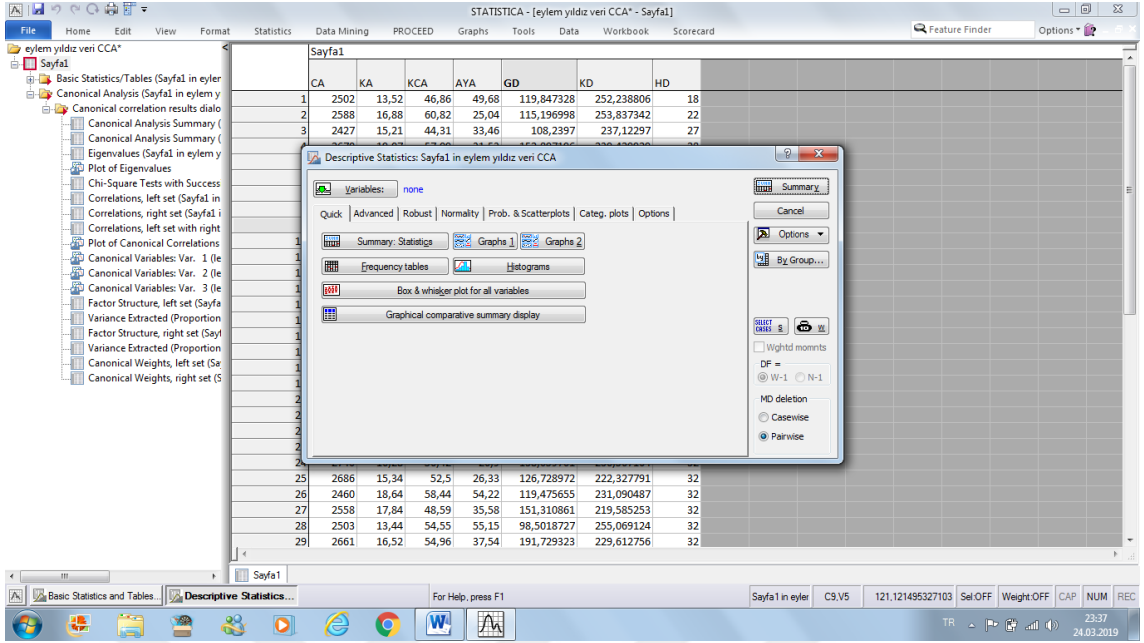 STATISTICA - [eylem yıldız veri CCA* - Sayfa1]
File Home Edit View Format Statistics Data Mining PROCEED Graphs Tools Data Workbook Scorecard Feature Finder Options
eylem yıldız veri CCA*
Sayfa1
Basic Statistics/Tables (Sayfa1 in eyler
Canonical Analysis (Sayfa1 in eylem y
Canonical correlation results dialo
Canonical Analysis Summary (
Canonical Analysis Summary (
Eigenvalues (Sayfa1 in eylem y
Plot of Eigenvalues
Chi-Square Tests with Success
Correlations, left set (Sayfa1 in
Correlations, right set (Sayfa1 i
Correlations, left set with right
Plot of Canonical Correlations
Canonical Variables: Var. 1 (le
Canonical Variables: Var. 2 (le
Canonical Variables: Var. 3 (le
Factor Structure, left set (Sayfa
Variance Extracted (Proportion
Factor Structure, right set (Sayf
Variance Extracted (Proportion
Canonical Weights, left set (Sa
Canonical Weights, right set (S
Sayfa1
CA KA KCA AYA GD KD HD
1 2502 13,52 46,86 49,68 119,847328 252,238806 18
2 2588 16,88 60,82 25,04 115,196998 253,837342 22
3 2427 15,21 44,31 33,46 108,2397 237,12297 27
Descriptive Statistics: Sayfa1 in eylem yıldız veri CCA
Variables: none
Quick Advanced Robust Normality Prob. & Scatterplots Categ. plots Options
Summary: Statistics Graphs 1 Graphs 2
Frequency tables Histograms
Box & whisker plot for all variables
Graphical comparative summary display
Summary
Cancel
Options
By Group...
SELECT CASES S W
Wghtd momnts
DF =
W-1 N-1
MD deletion
Casewise
Pairwise
25 2686 15,34 52,5 26,33 126,728972 222,327791 32
26 2460 18,64 58,44 54,22 119,475655 231,090487 32
27 2558 17,84 48,59 35,58 151,310861 219,585253 32
28 2503 13,44 54,55 55,15 98,5018727 255,069124 32
29 2661 16,52 54,96 37,54 191,729323 229,612756 32
Sayfa1
Basic Statistics and Tables... Descriptive Statistics... For Help, press F1 Sayfa1 in eyler C9,V5 121,121495327103 Sel:OFF Weight:OFF CAP NUM REC
TR 23:37
24.03.2019